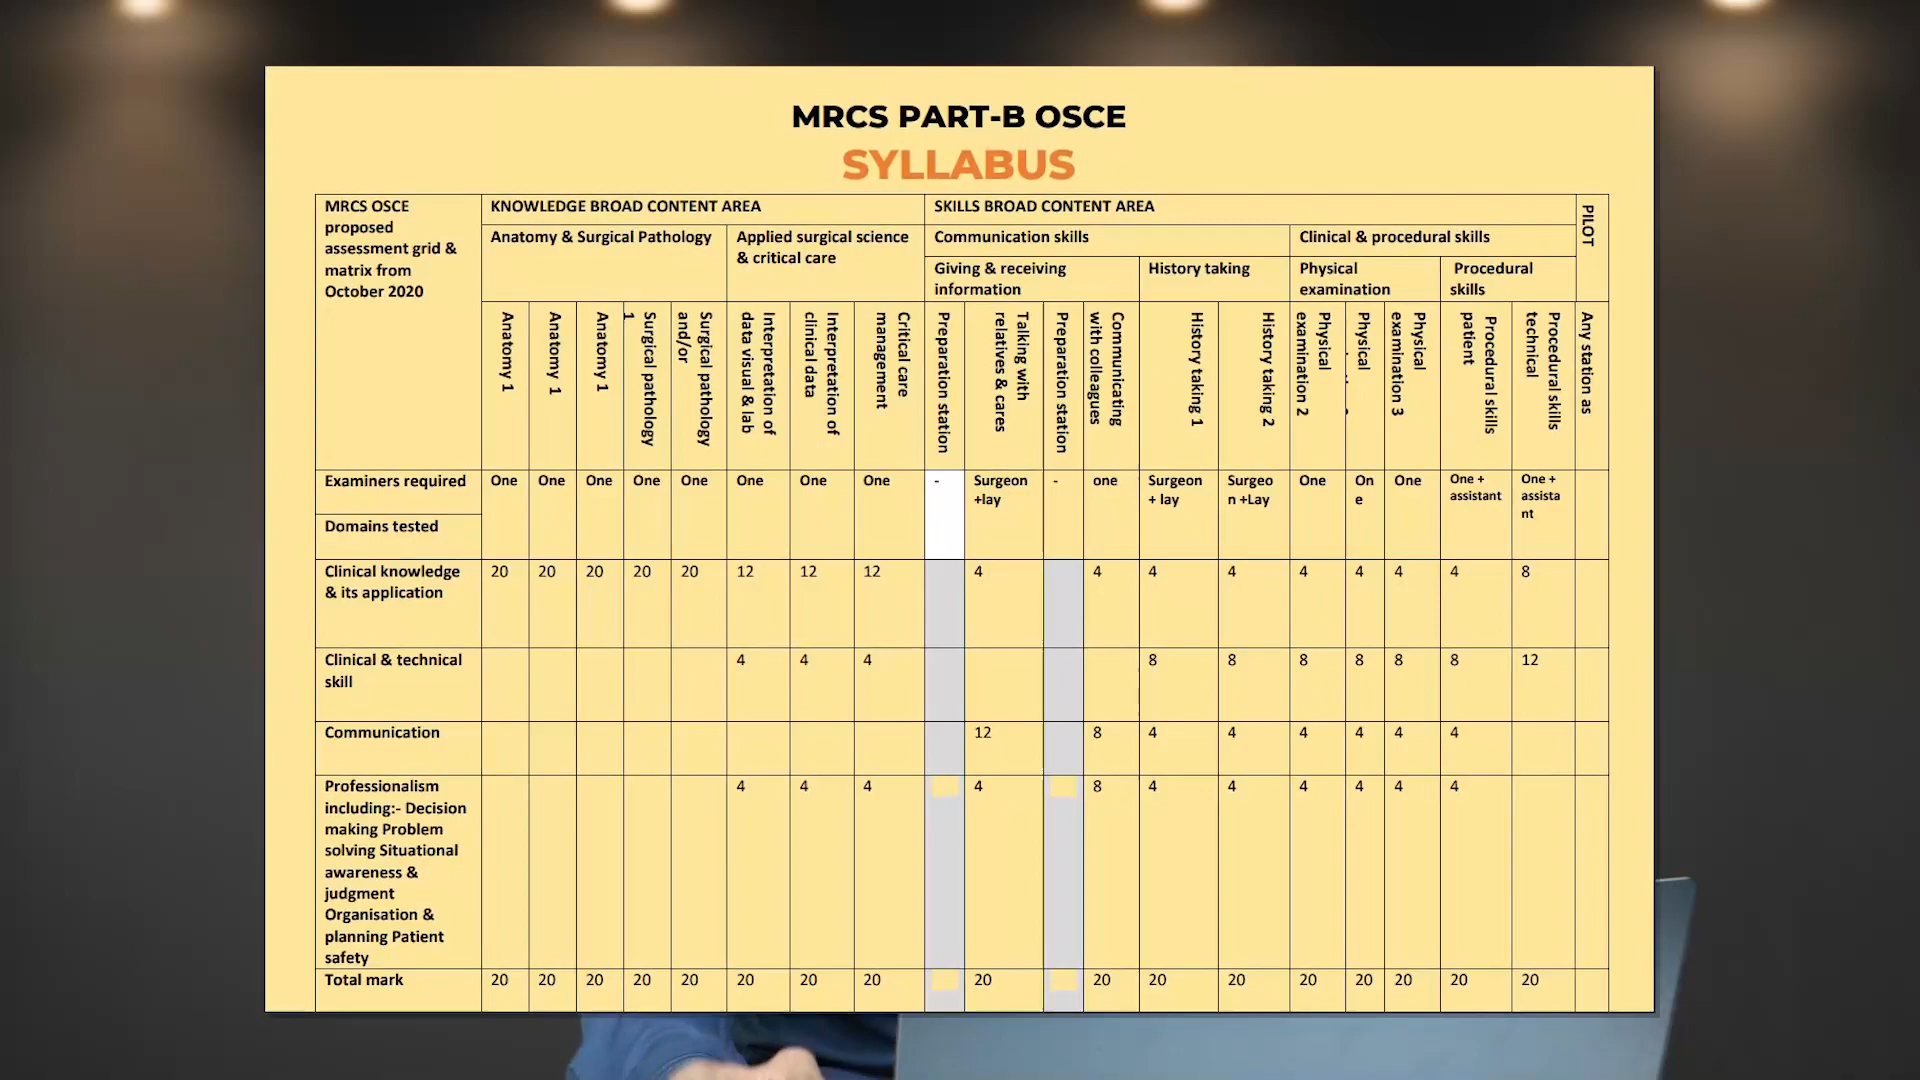 MRCS PART-B OSCE
SYLLABUS
MRCS OSCE
proposed
assessment grid &
matrix from
October 2020
KNOWLEDGE BROAD CONTENT AREA
SKILLS BROAD CONTENT AREA
PILOT
Anatomy & Surgical Pathology
Applied surgical science
& critical care
Communication skills
Clinical & procedural skills
Giving & receiving
information
History taking
Physical
examination
Procedural
skills
Anatomy 1
Anatomy 1
Anatomy 1
Surgical pathology
1
Surgical pathology
and/or
Interpretation of
data visual & lab
Interpretation of
clinical data
Critical care
management
Preparation station
Talking with
relatives & cares
Preparation station
Communicating
with colleagues
History taking 1
History taking 2
Physical
examination 2
Physical
Physical
examination 3
Procedural skills
patient
Procedural skills
technical
Any station as
Examiners required
One One One One One One One One - Surgeon
+lay
- one Surgeon
+ lay
Surgeo
n +Lay
One On
e
One One +
assistant
One +
assista
nt
Domains tested
Clinical knowledge
& its application
20 20 20 20 20 12 12 12 4 4 4 4 4 4 4 4 8
Clinical & technical
skill
4 4 4 8 8 8 8 8 8 12
Communication
12 8 4 4 4 4 4 4
Professionalism
including:- Decision
making Problem
solving Situational
awareness &
judgment
Organisation &
planning Patient
safety
4 4 4 4 8 4 4 4 4 4 4
Total mark
20 20 20 20 20 20 20 20 20 20 20 20 20 20 20 20 20